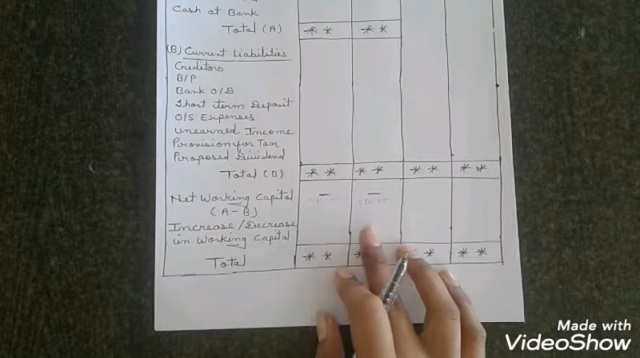 Cash at Bank
Total (A) ** **
(B) Current Liabilities
Creditors
B/P
Bank O/D
Short term Deposit
O/S Expenses
Unearned Income
Provision for Tax
Proposed Dividend
Total (B) ** ** ** **
Net Working Capital - -
(A-B)
Increase/Decrease
in Working Capital
Total ** * * **
Made with
VideoShow